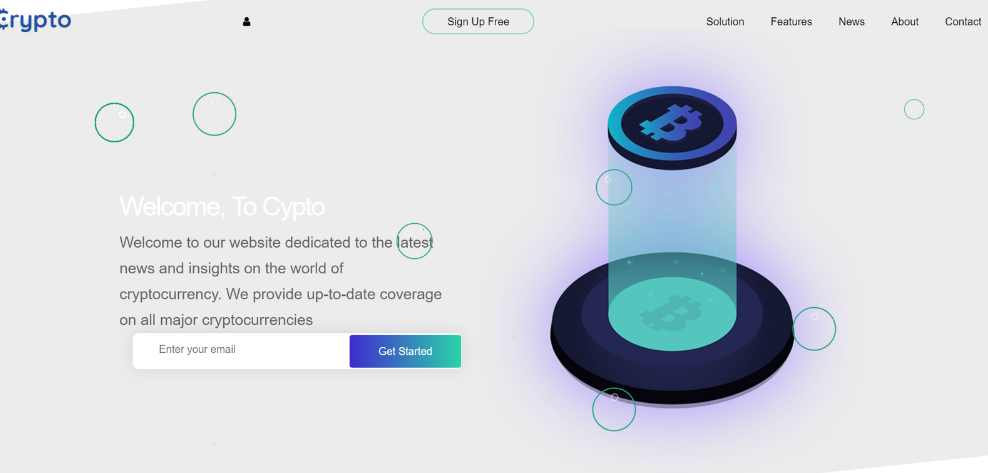 Crypto
Sign Up Free
Solution Features News About Contact
Welcome, To Cypto
Welcome to our website dedicated to the latest
news and insights on the world of
cryptocurrency. We provide up-to-date coverage
on all major cryptocurrencies
Enter your email
Get Started